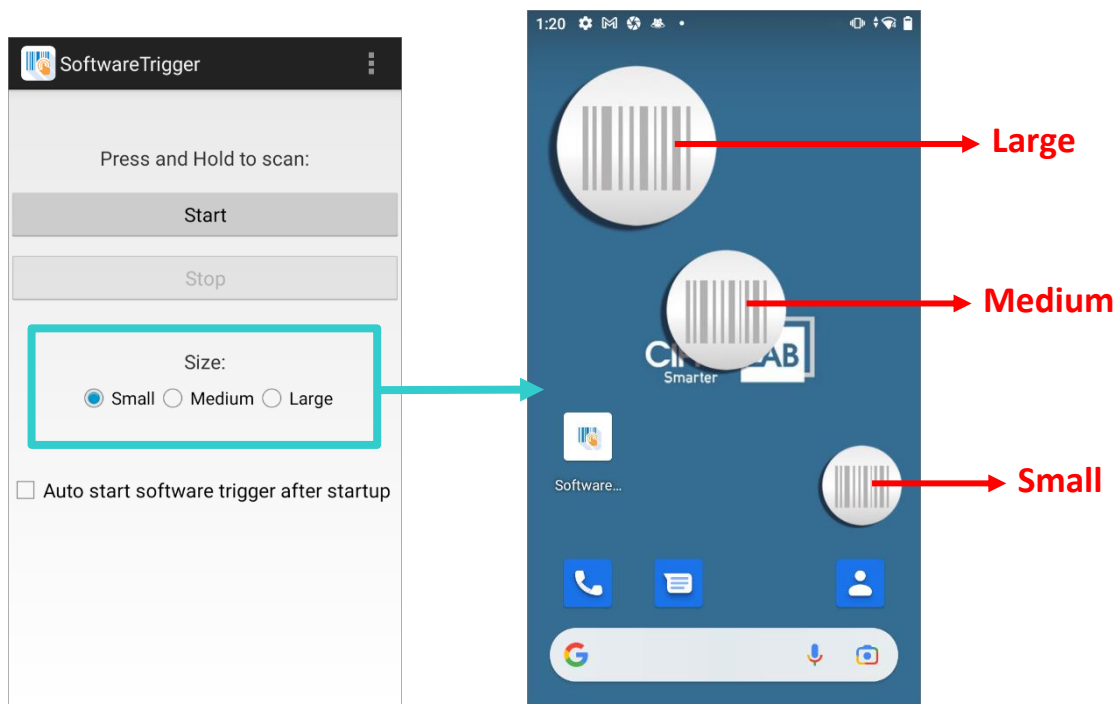 SoftwareTrigger
Press and Hold to scan:
Start
Stop
Size:
Small Medium Large
Auto start software trigger after startup
1:20
Large
Medium
AB
Smarter
Software…
Small